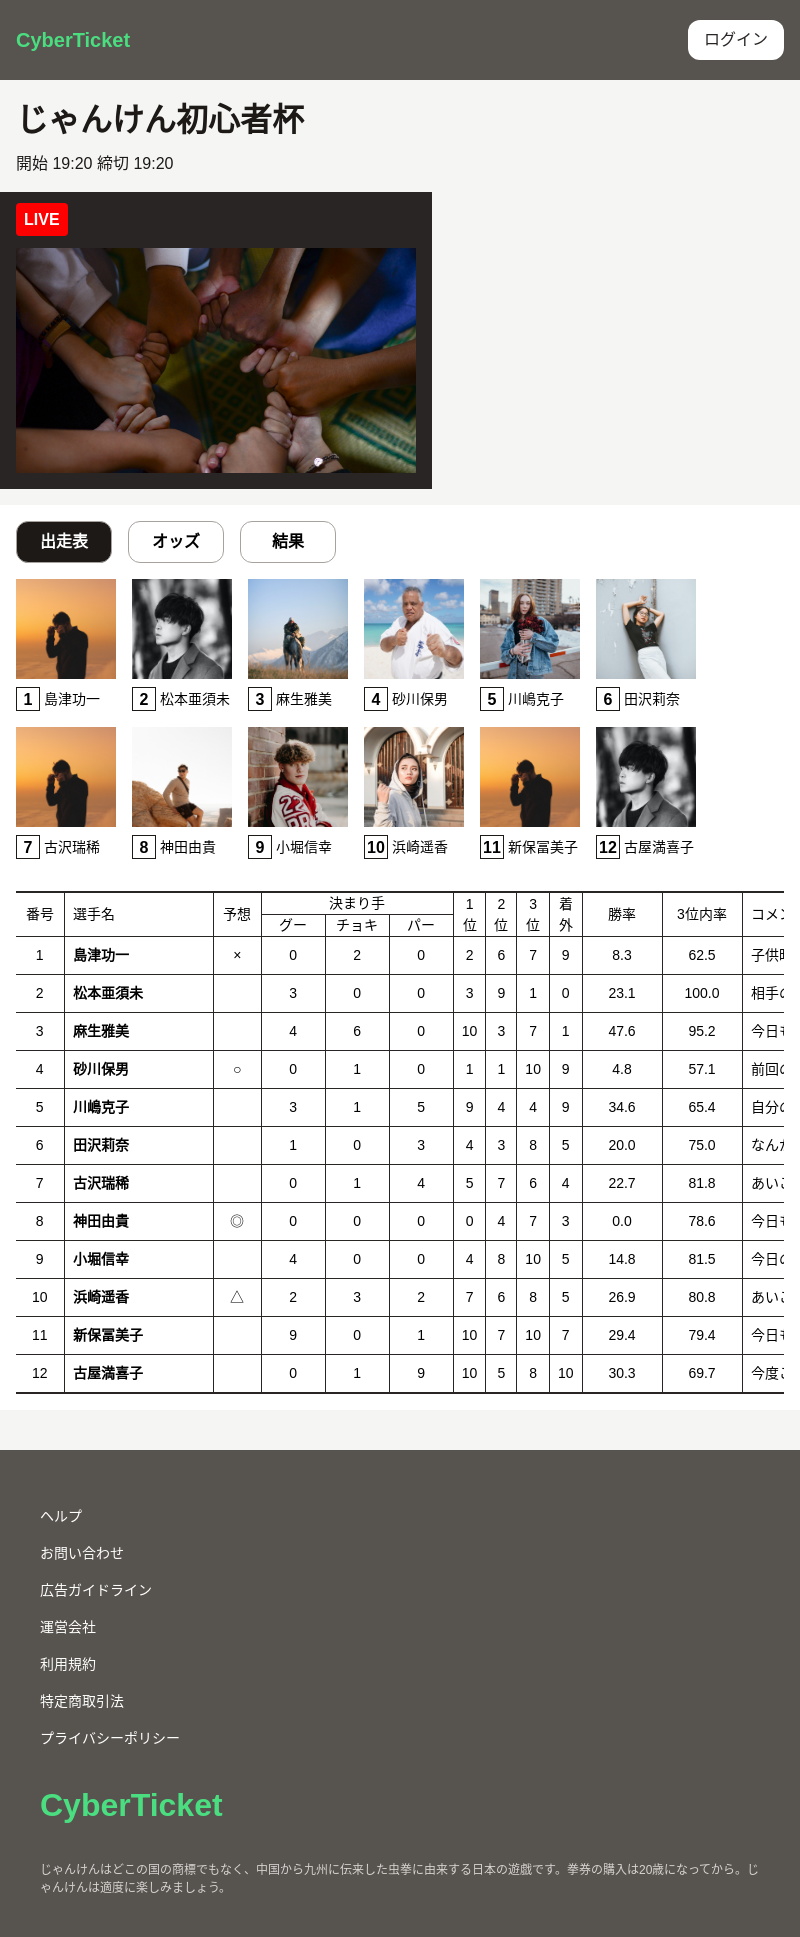 CyberTicket
ログイン
じゃんけん初心者杯
開始 19:20 締切 19:20
LIVE
出走表 オッズ 結果
1 島津功一 2 松本亜須未 3 麻生雅美 4 砂川保男 5 川嶋克子 6 田沢莉奈
7 古沢瑞稀 8 神田由貴 9 小堀信幸 10 浜崎遥香 11 新保冨美子 12 古屋満喜子
番号 選手名 予想 決まり手 グー チョキ パー 1位 2位 3位 着外 勝率 3位内率 コメン
1 島津功一 × 0 2 0 2 6 7 9 8.3 62.5 子供
2 松本亜須未 3 0 0 3 9 1 0 23.1 100.0 相手の
3 麻生雅美 4 6 0 10 3 7 1 47.6 95.2 今日も
4 砂川保男 ○ 0 1 0 1 1 10 9 4.8 57.1 前回の
5 川嶋克子 3 1 5 9 4 4 9 34.6 65.4 自分の
6 田沢莉奈 1 0 3 4 3 8 5 20.0 75.0 なんか
7 古沢瑞稀 0 1 4 5 7 6 4 22.7 81.8 あいこ
8 神田由貴 ◎ 0 0 0 0 4 7 3 0.0 78.6 今日も
9 小堀信幸 4 0 0 4 8 10 5 14.8 81.5 今日の
10 浜崎遥香 △ 2 3 2 7 6 8 5 26.9 80.8 あいこ
11 新保冨美子 9 0 1 10 7 10 7 29.4 79.4 今日も
12 古屋満喜子 0 1 9 10 5 8 10 30.3 69.7 今度こ
ヘルプ
お問い合わせ
広告ガイドライン
運営会社
利用規約
特定商取引法
プライバシーポリシー
CyberTicket
じゃんけんはどこの国の商標でもなく、中国から九州に伝来した虫拳に由来する日本の遊戯です。拳券の購入は20歳になってから。じ
ゃんけんは適度に楽しみましょう。